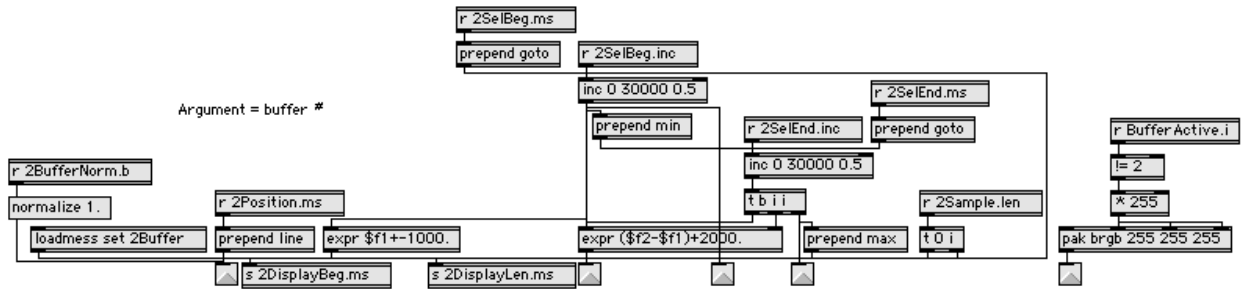 r 2SelBeg.ms
prepend goto
r 2SelBeg.inc
inc 0 30000 0.5
r 2SelEnd.ms
Argument = buffer #
prepend min
r 2SelEnd.inc
prepend goto
r BufferActive.i
r 2BufferNorm.b
inc 0 30000 0.5
!= 2
normalize 1.
r 2Position.ms
t b i i
r 2Sample.len
* 255
loadmess set 2Buffer
prepend line
expr $f1+-1000.
expr ($f2-$f1)+2000.
prepend max
t 0 i
pak brgb 255 255 255
s 2DisplayBeg.ms
s 2DisplayLen.ms